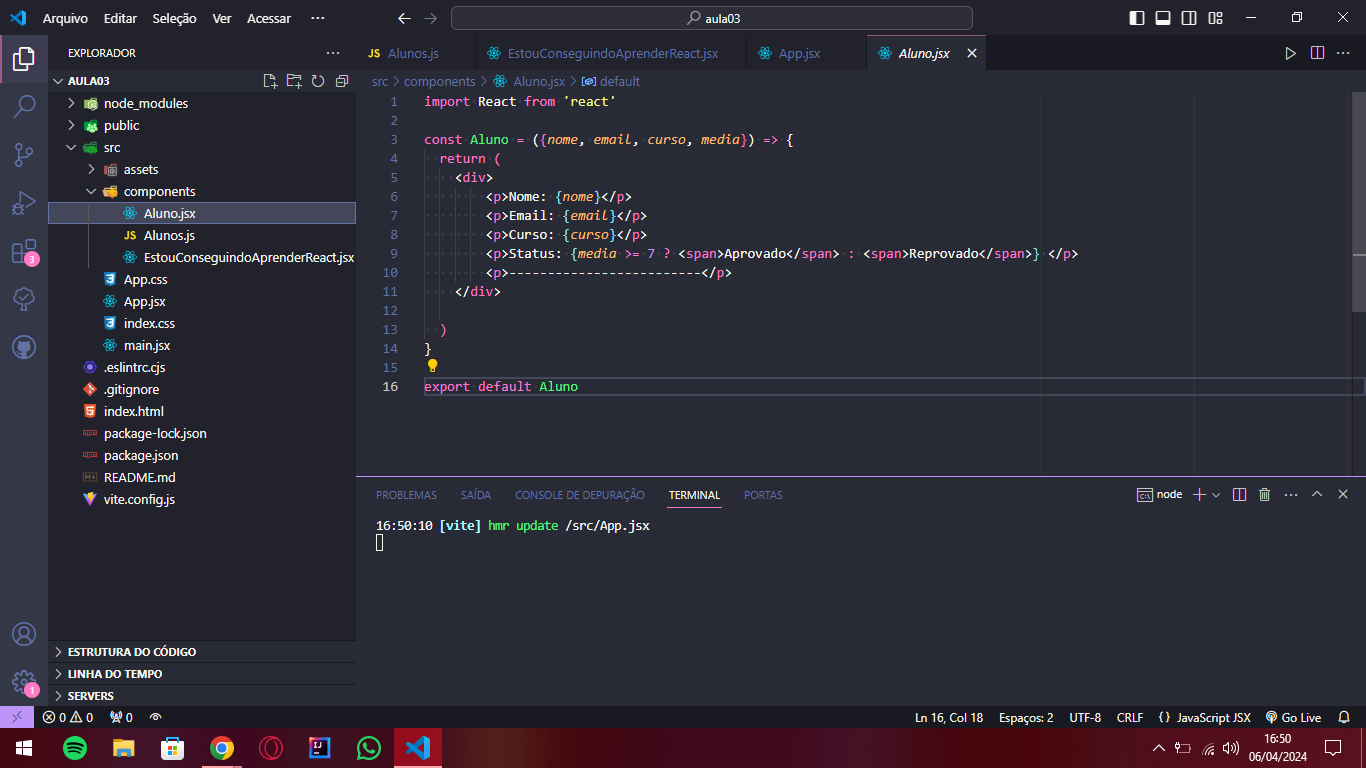 Arquivo Editar Seleção Ver Acessar ··· aula03
EXPLORADOR ···
AULA03
node_modules
public
src
assets
components
Aluno.jsx
JS Alunos.js
EstouConseguindoAprenderReact.jsx
App.css
App.jsx
index.css
main.jsx
.eslintrc.cjs
.gitignore
index.html
package-lock.json
package.json
README.md
vite.config.js
ESTRUTURA DO CÓDIGO
LINHA DO TEMPO
SERVERS
3
1
JS Alunos.js EstouConseguindoAprenderReact.jsx App.jsx Aluno.jsx
src > components > Aluno.jsx > default
1 import React from 'react'
2
3 const Aluno = ({nome, email, curso, media}) => {
4 return (
5 <div>
6 <p>Nome: {nome}</p>
7 <p>Email: {email}</p>
8 <p>Curso: {curso}</p>
9 <p>Status: {media >= 7 ? <span>Aprovado</span> : <span>Reprovado</span>} </p>
10 <p>-------------------------</p>
11 </div>
12
13 )
14 }
15
16 export default Aluno
PROBLEMAS SAÍDA CONSOLE DE DEPURAÇÃO TERMINAL PORTAS node
16:50:10 [vite] hmr update /src/App.jsx
0 0 0 Ln 16, Col 18 Espaços: 2 UTF-8 CRLF {} JavaScript JSX Go Live
16:50
06/04/2024